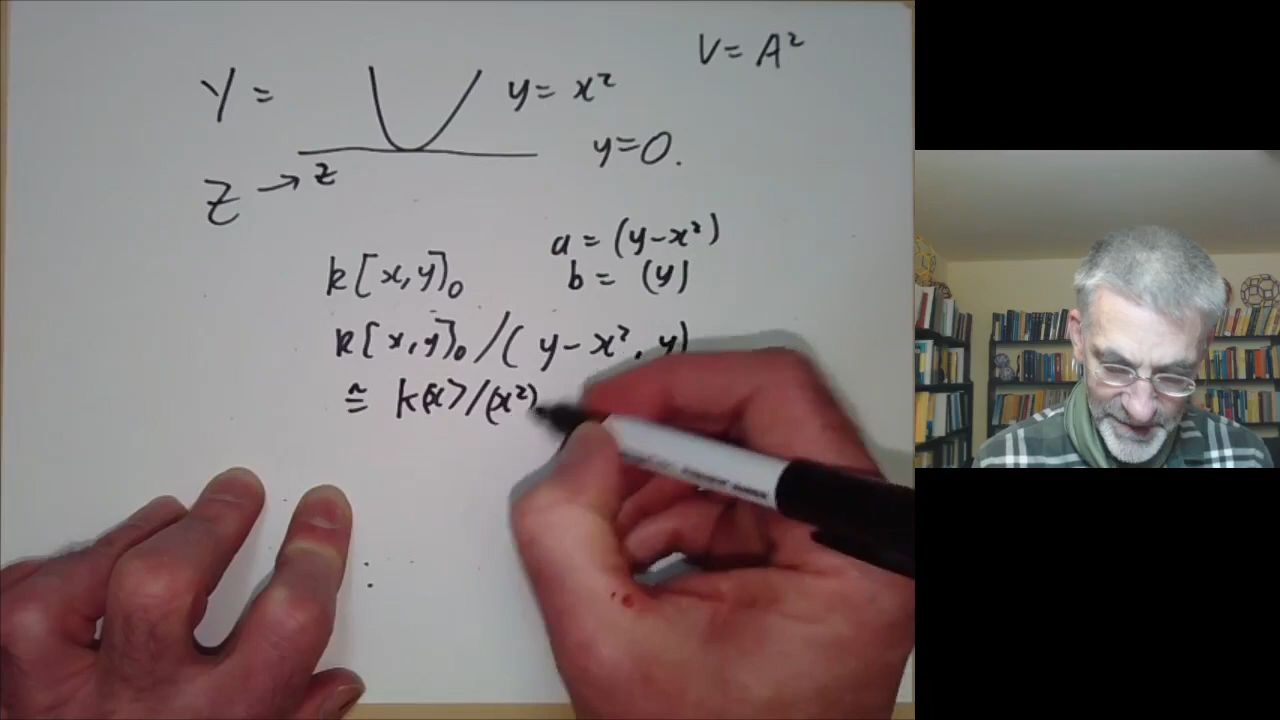 V = A²
Y = y = x²
y = 0.
Z → z
a = (y-x²)
k[x,y]₀ b = (y)
k[x,y]₀/(y-x², y)
≅ k[x]/(x²)